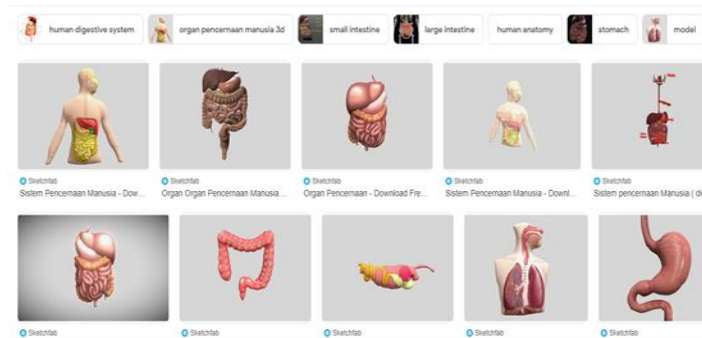 human digestive system
organ pencernaan manusia 3d
small intestine
large intestine
human anatomy
stomach
model
Sketchfab
Sistem Pencernaan Manusia - Dow...
Sketchfab
Organ Organ Pencernaan Manusia ...
Sketchfab
Organ Pencernaan - Download Fre...
Sketchfab
Sistem Pencernaan Manusia - Downl...
Sketchfab
Sistem pencernaan Manusia ( di
Sketchfab
Sketchfab
Sketchfab
Sketchfab
Sketchfab